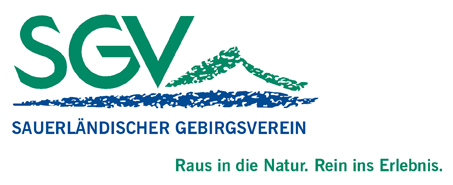 SGV
SAUERLÄNDISCHER GEBIRGSVEREIN
Raus in die Natur. Rein ins Erlebnis.